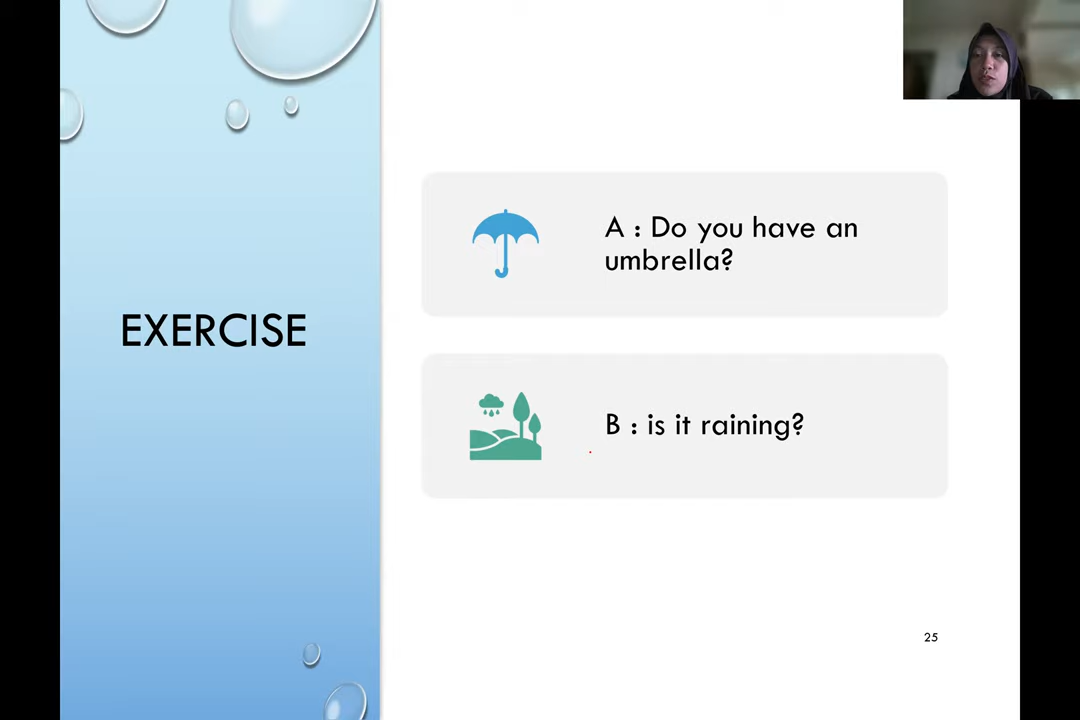 EXERCISE
A : Do you have an
umbrella?
B : is it raining?
25